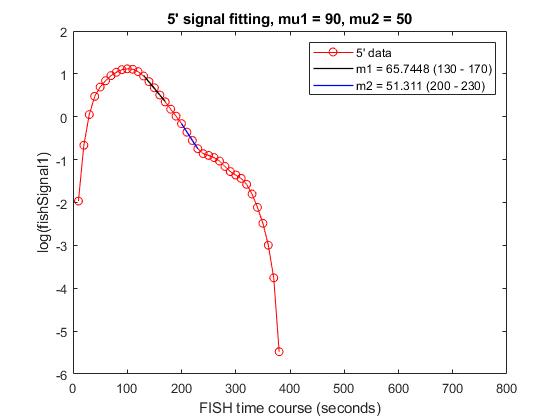 5' signal fitting, mu1 = 90, mu2 = 50
2
1
0
-1
-2
-3
-4
-5
-6
log(fishSignal1)
5' data
m1 = 65.7448 (130 - 170)
m2 = 51.311 (200 - 230)
0 100 200 300 400 500 600 700 800
FISH time course (seconds)